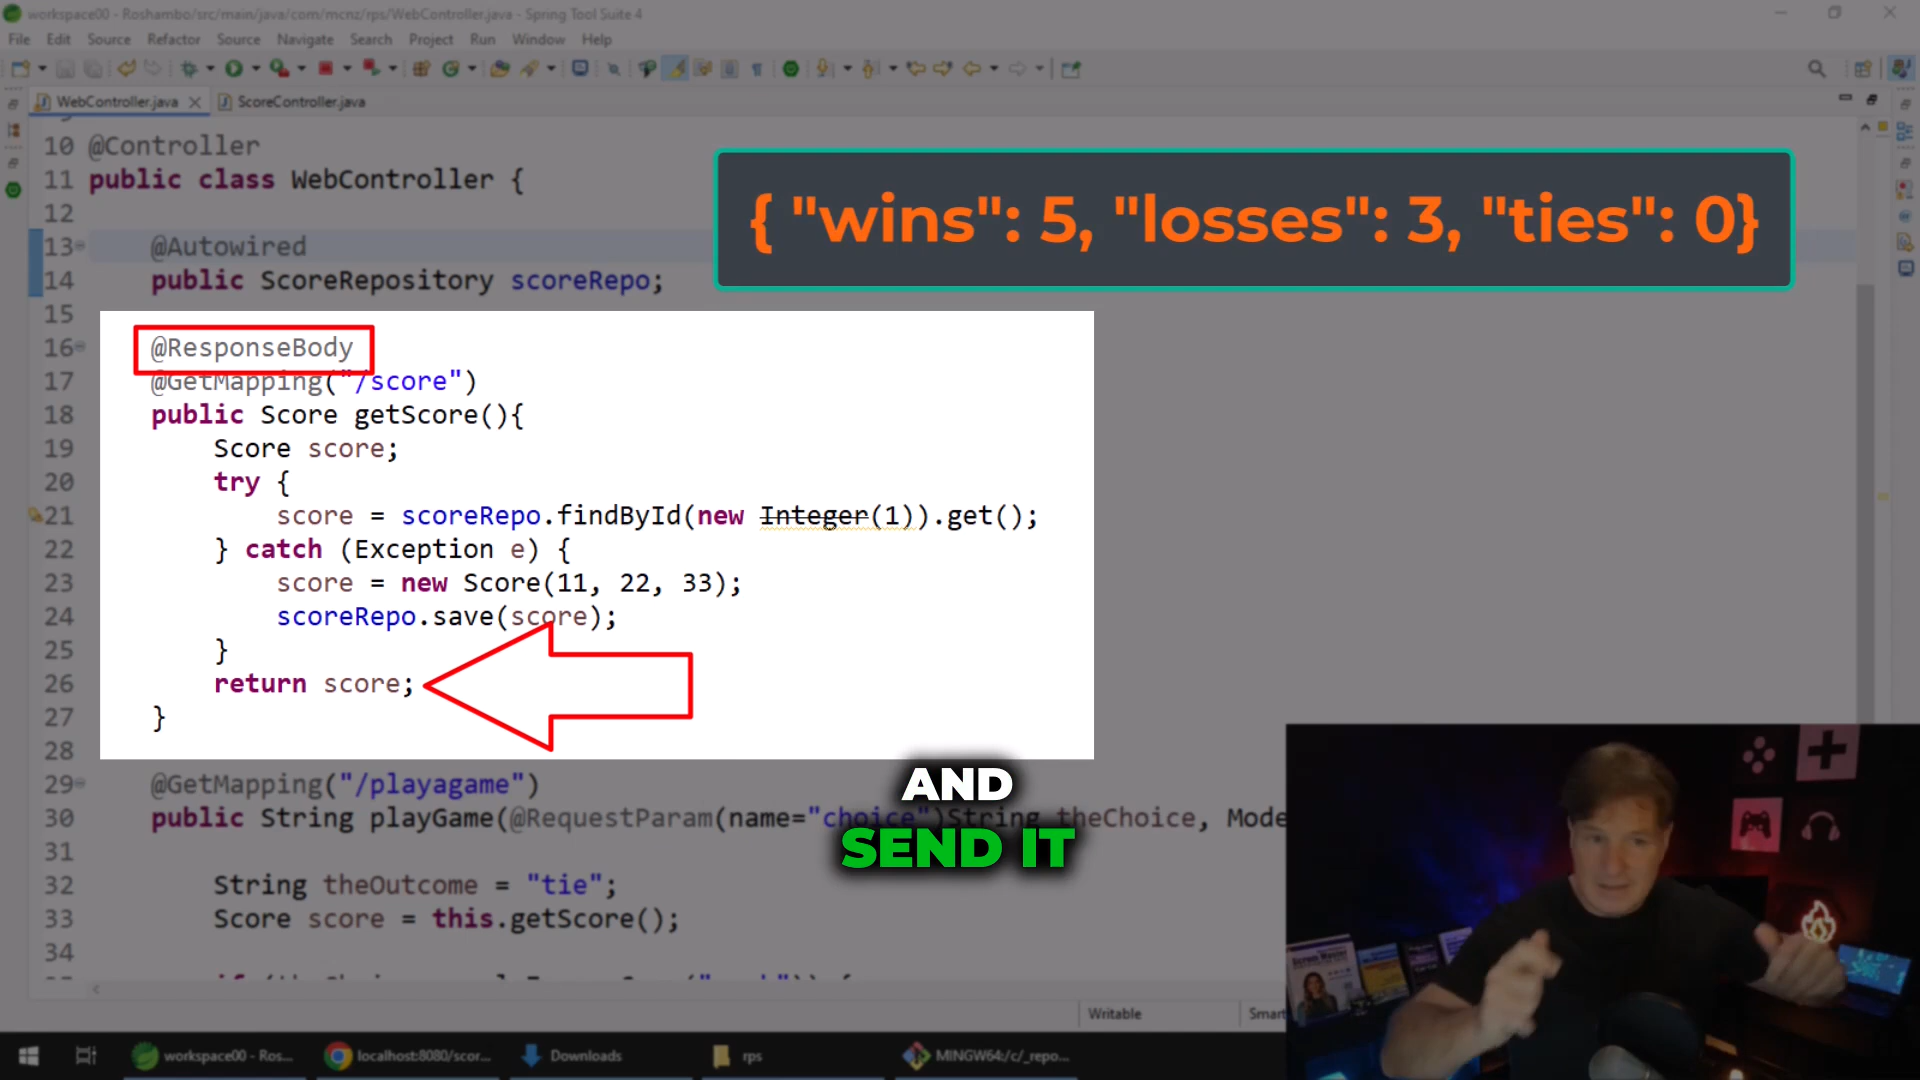 workspace00 - Roshambo/src/main/java/com/mcnz/rps/WebController.java - Spring Tool Suite 4
File Edit Source Refactor Source Navigate Search Project Run Window Help
WebController.java
ScoreController.java
10 @Controller
11 public class WebController {
12
13 @Autowired
14 public ScoreRepository scoreRepo;
{ "wins": 5, "losses": 3, "ties": 0}
15
16 @ResponseBody
17 @GetMapping("/score")
18 public Score getScore(){
19 Score score;
20 try {
21 score = scoreRepo.findById(new Integer(1)).get();
22 } catch (Exception e) {
23 score = new Score(11, 22, 33);
24 scoreRepo.save(score);
25 }
26 return score;
27 }
28
29 @GetMapping("/playagame")
30 public String playGame(@RequestParam(name="choice")String theChoice, Mode
31
32 String theOutcome = "tie";
33 Score score = this.getScore();
34
AND
SEND IT
Writable
Smart
workspace00 - Ros...
localhost:8080/scor...
Downloads
rps
MINGW64:/c/_repo...